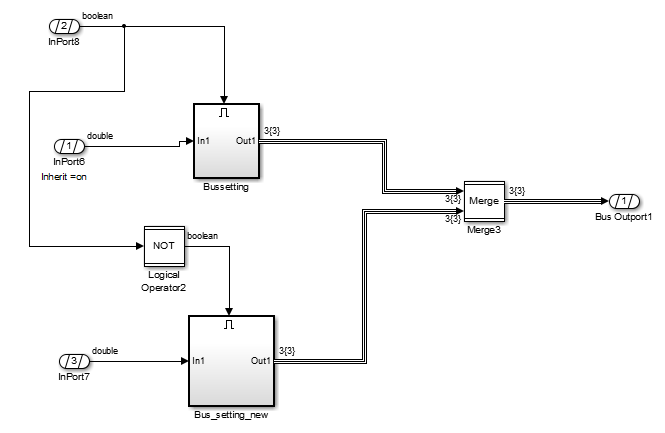 boolean
/2/
InPort8
double
/1/
InPort6
Inherit =on
In1
Out1
3{3}
Bussetting
3{3}
Merge
3{3}
3{3}
Merge3
/1/
Bus Outport1
NOT
boolean
Logical
Operator2
double
/3/
InPort7
In1
Out1
3{3}
Bus_setting_new